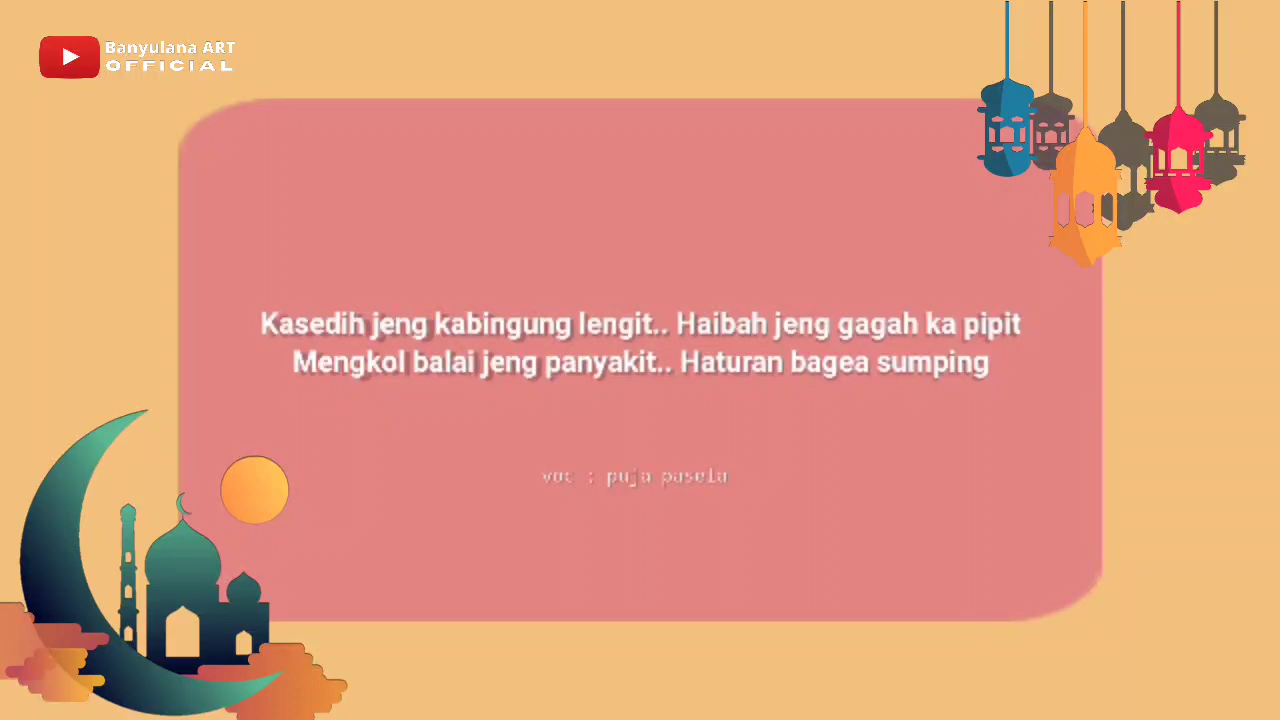 Banyulana ART
OFFICIAL
Kasedih jeng kabingung lengit.. Haibah jeng gagah ka pipit
Mengkol balai jeng panyakit.. Haturan bagea sumping
voc : puja pasela